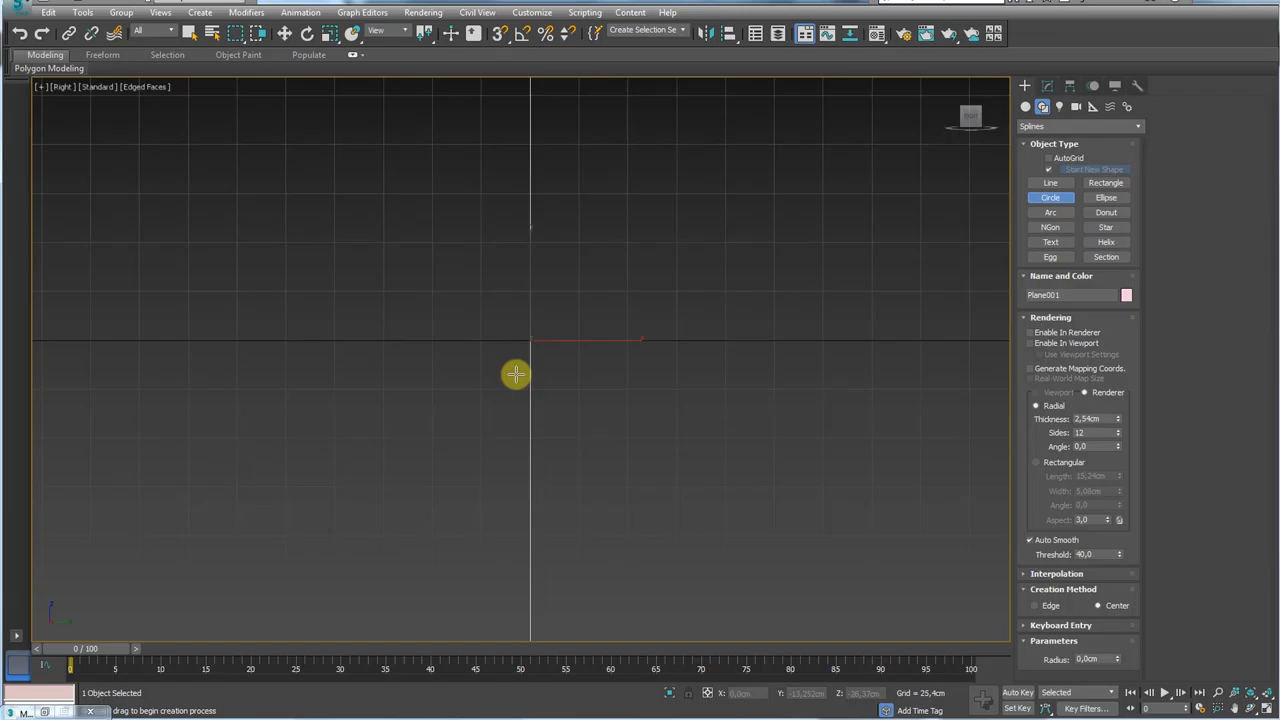 Edit Tools Group Views Create Modifiers Animation Graph Editors Rendering Civil View Customize Scripting Content Help
All View Create Selection Se
Modeling Freeform Selection Object Paint Populate
Polygon Modeling
[+] [Right] [Standard] [Edged Faces]
Splines
Object Type
AutoGrid
Start New Shape
Line Rectangle
Circle Ellipse
Arc Donut
NGon Star
Text Helix
Egg Section
Name and Color
Plane001
Rendering
Enable In Renderer
Enable In Viewport
Use Viewport Settings
Generate Mapping Coords.
Real-World Map Size
Viewport Renderer
Radial
Thickness: 2,54cm
Sides: 12
Angle: 0,0
Rectangular
Length: 15,24cm
Width: 5,08cm
Angle: 0,0
Aspect: 3,0
Auto Smooth
Threshold: 40,0
Interpolation
Creation Method
Edge Center
Keyboard Entry
Parameters
Radius: 0,0cm
z
< 0 / 100 >
0 5 10 15 20 25 30 35 40 45 50 55 60 65 70 75 80 85 90 95 100
1 Object Selected X: 0,0cm Y: -13,252cm Z: -26,37cm Grid = 25,4cm Auto Key Selected
M... drag to begin creation process Add Time Tag Set Key Key Filters... 0